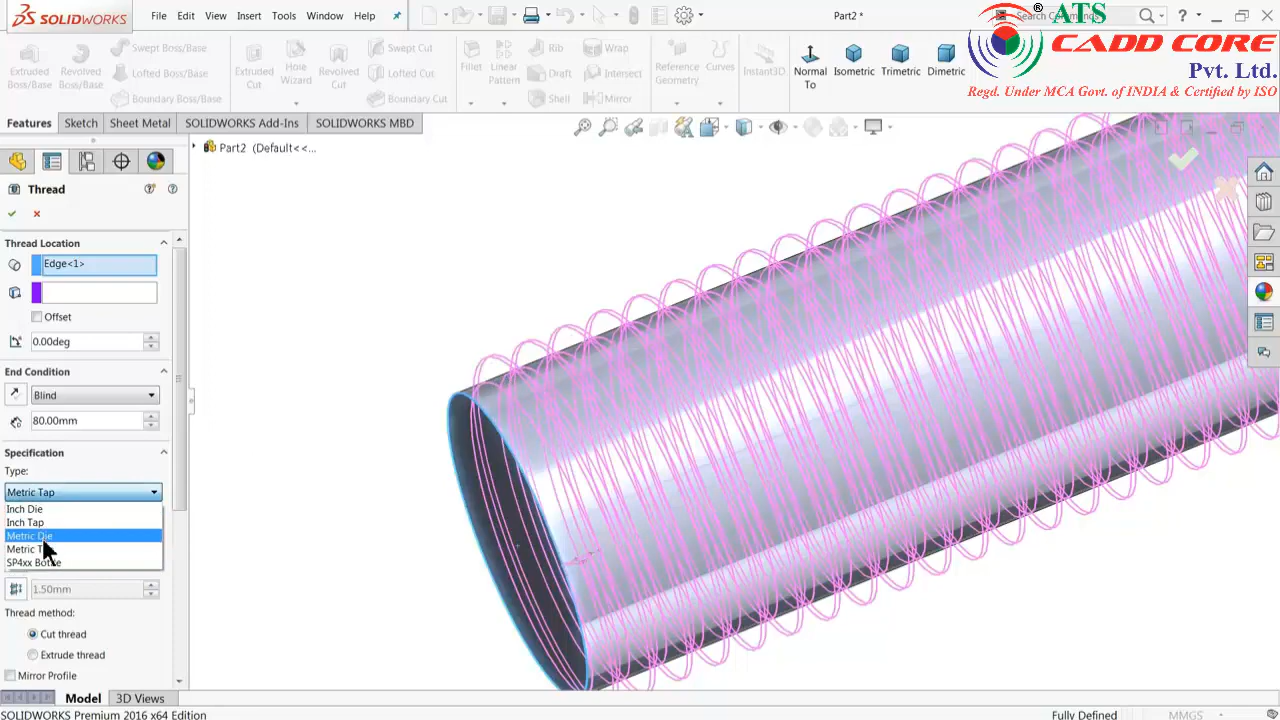 SOLIDWORKS File Edit View Insert Tools Window Help Part2 * Search Commands ?
ATS
®
CADD CORE
Pvt. Ltd.
Regd. Under MCA Govt. of INDIA & Certified by ISO
Extruded Boss/Base
Revolved Boss/Base
Swept Boss/Base
Lofted Boss/Base
Boundary Boss/Base
Extruded Cut
Hole Wizard
Revolved Cut
Swept Cut
Lofted Cut
Boundary Cut
Fillet
Linear Pattern
Rib
Draft
Shell
Wrap
Intersect
Mirror
Reference Geometry
Curves
Instant3D
Normal To
Isometric
Trimetric
Dimetric
Features Sketch Sheet Metal SOLIDWORKS Add-Ins SOLIDWORKS MBD
Part2 (Default<<...
Thread
Thread Location
Edge<1>
Offset
0.00deg
End Condition
Blind
80.00mm
Specification
Type:
Metric Tap
Inch Die
Inch Tap
Metric Die
Metric
SP4xx Bottle
1.50mm
Thread method:
Cut thread
Extrude thread
Mirror Profile
Model 3D Views
SOLIDWORKS Premium 2016 x64 Edition Fully Defined MMGS